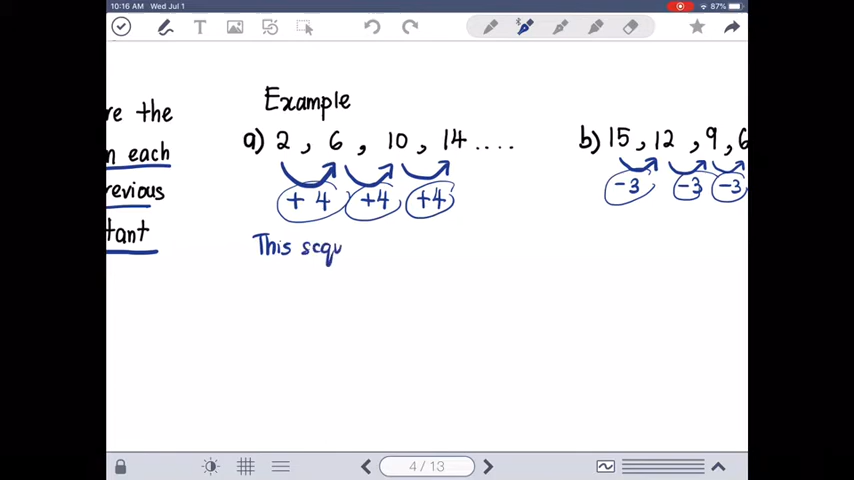 10:16 AM Wed Jul 1
87%
T
re the
n each
revious
tant
Example
a) 2 , 6 , 10 , 14 ....
+ 4 +4 +4
This sequ
b) 15 , 12 , 9 , 6
-3 -3 -3
4 / 13